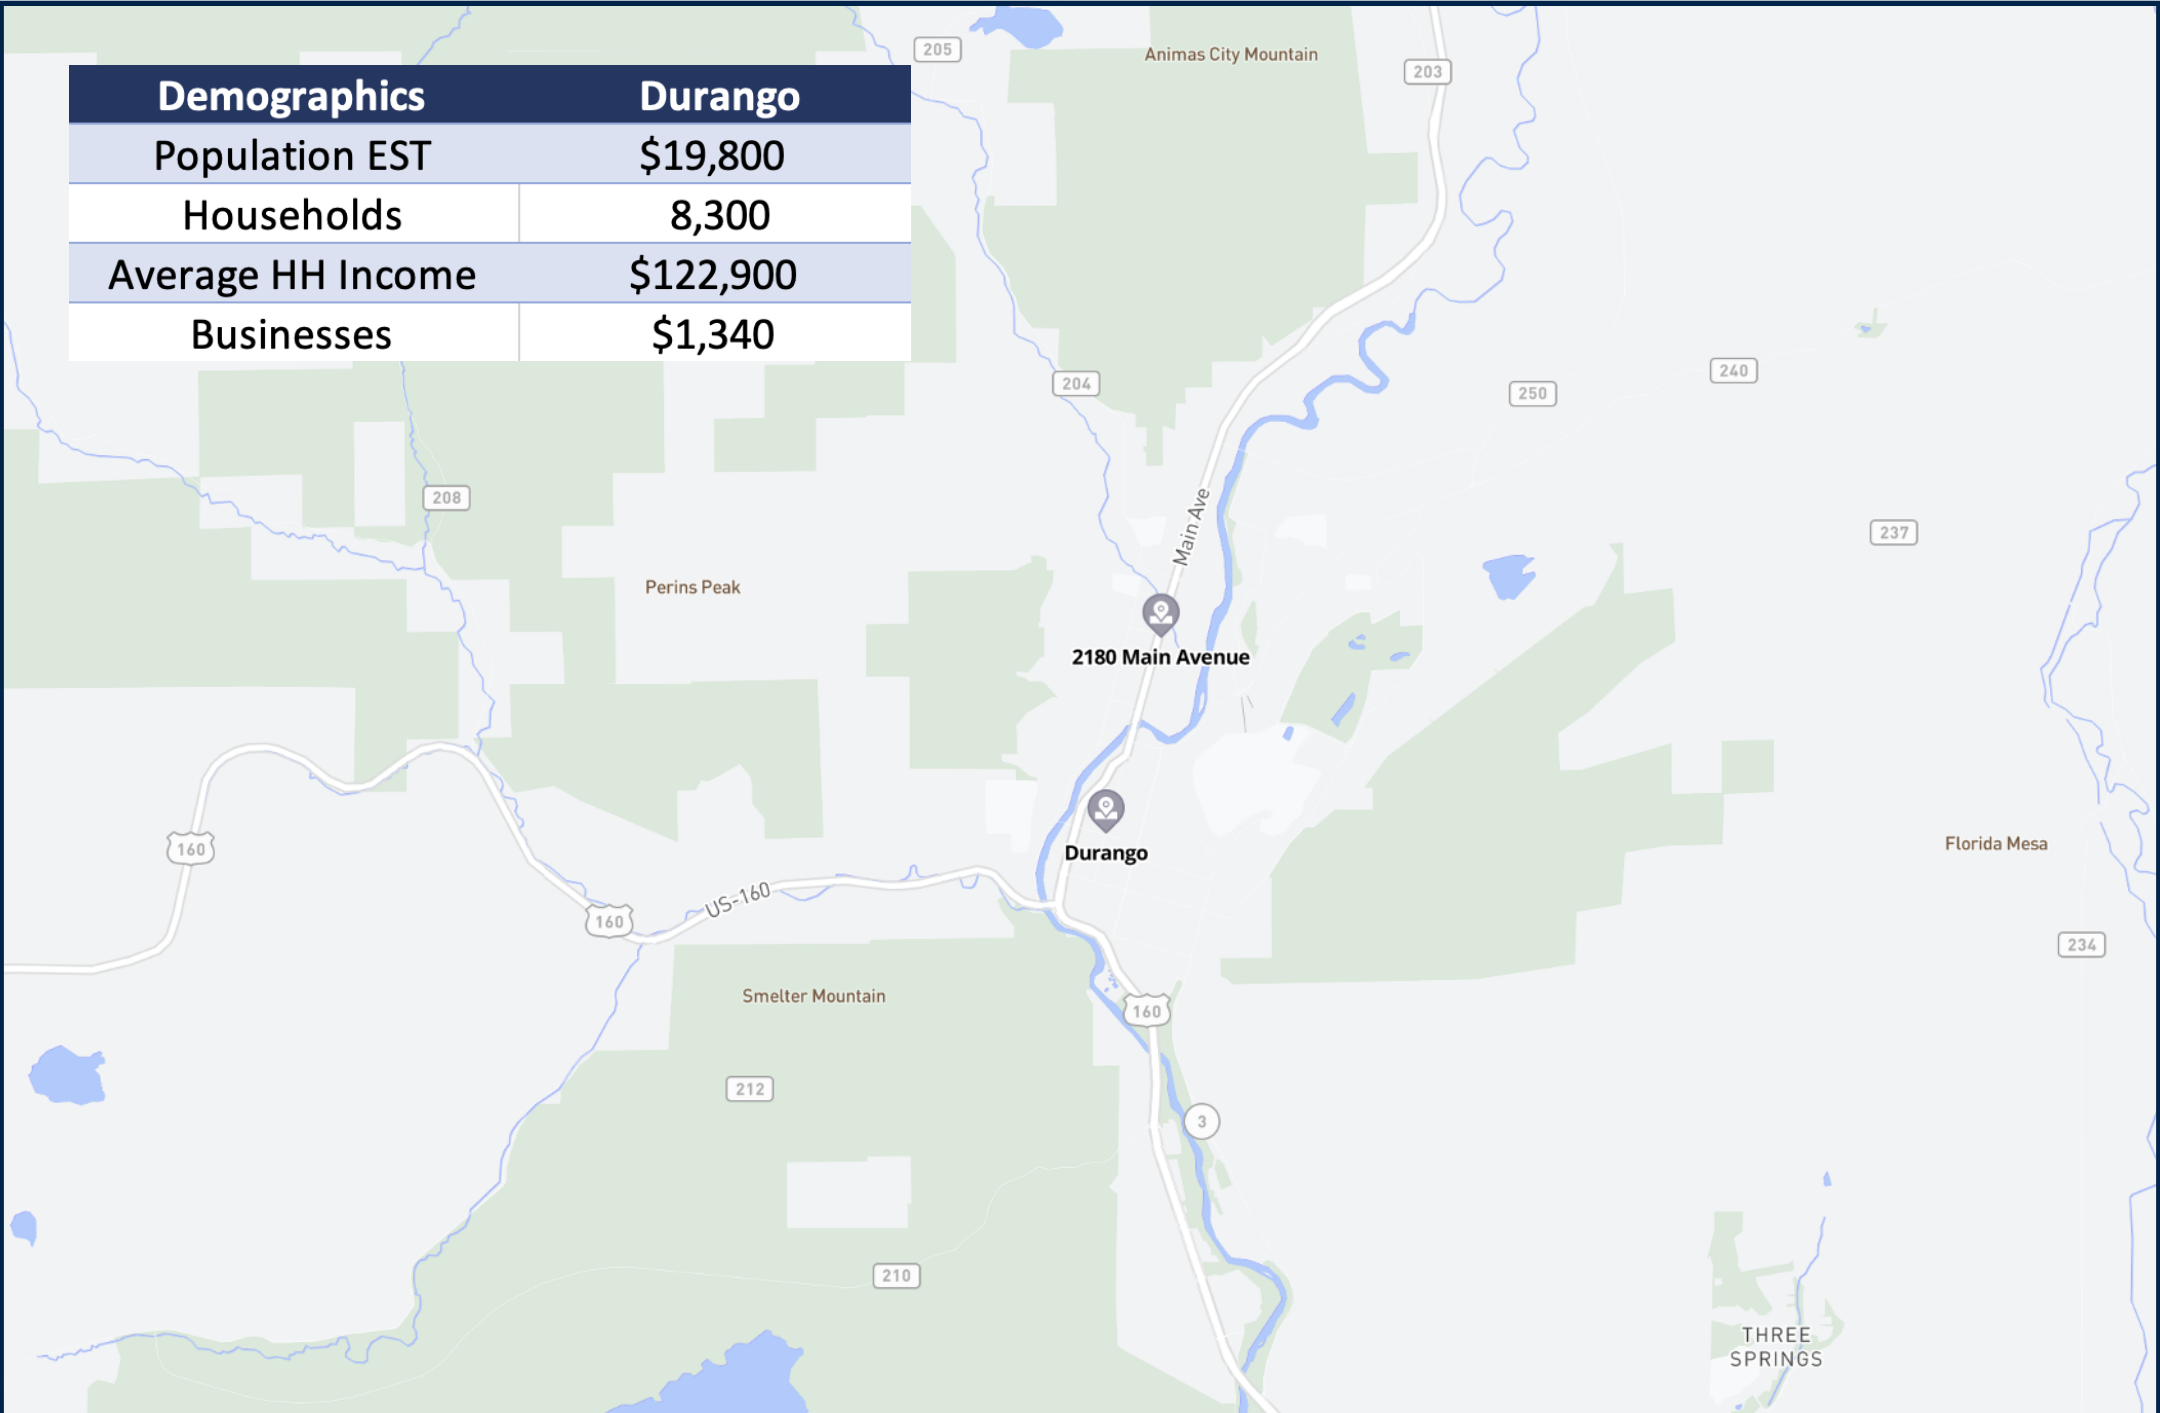 205
Animas City Mountain
203
Demographics Durango
Population EST $19,800
Households 8,300
Average HH Income $122,900
Businesses $1,340
204
250
240
208
Main Ave
237
Perins Peak
2180 Main Avenue
160
Durango
Florida Mesa
US-160
160
234
Smelter Mountain
160
212
3
210
THREE
SPRINGS